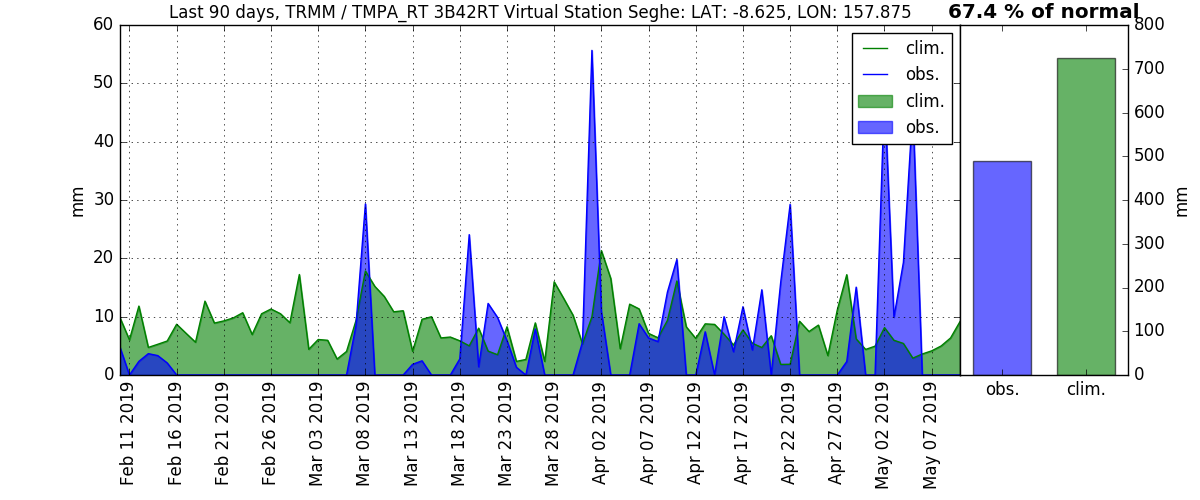 Last 90 days, TRMM / TMPA_RT 3B42RT Virtual Station Seghe: LAT: -8.625, LON: 157.875
67.4 % of normal
60
50
40
30
20
10
0
mm
clim.
obs.
clim.
obs.
800
700
600
500
400
300
200
100
0
mm
Feb 11 2019
Feb 16 2019
Feb 21 2019
Feb 26 2019
Mar 03 2019
Mar 08 2019
Mar 13 2019
Mar 18 2019
Mar 23 2019
Mar 28 2019
Apr 02 2019
Apr 07 2019
Apr 12 2019
Apr 17 2019
Apr 22 2019
Apr 27 2019
May 02 2019
May 07 2019
obs.
clim.